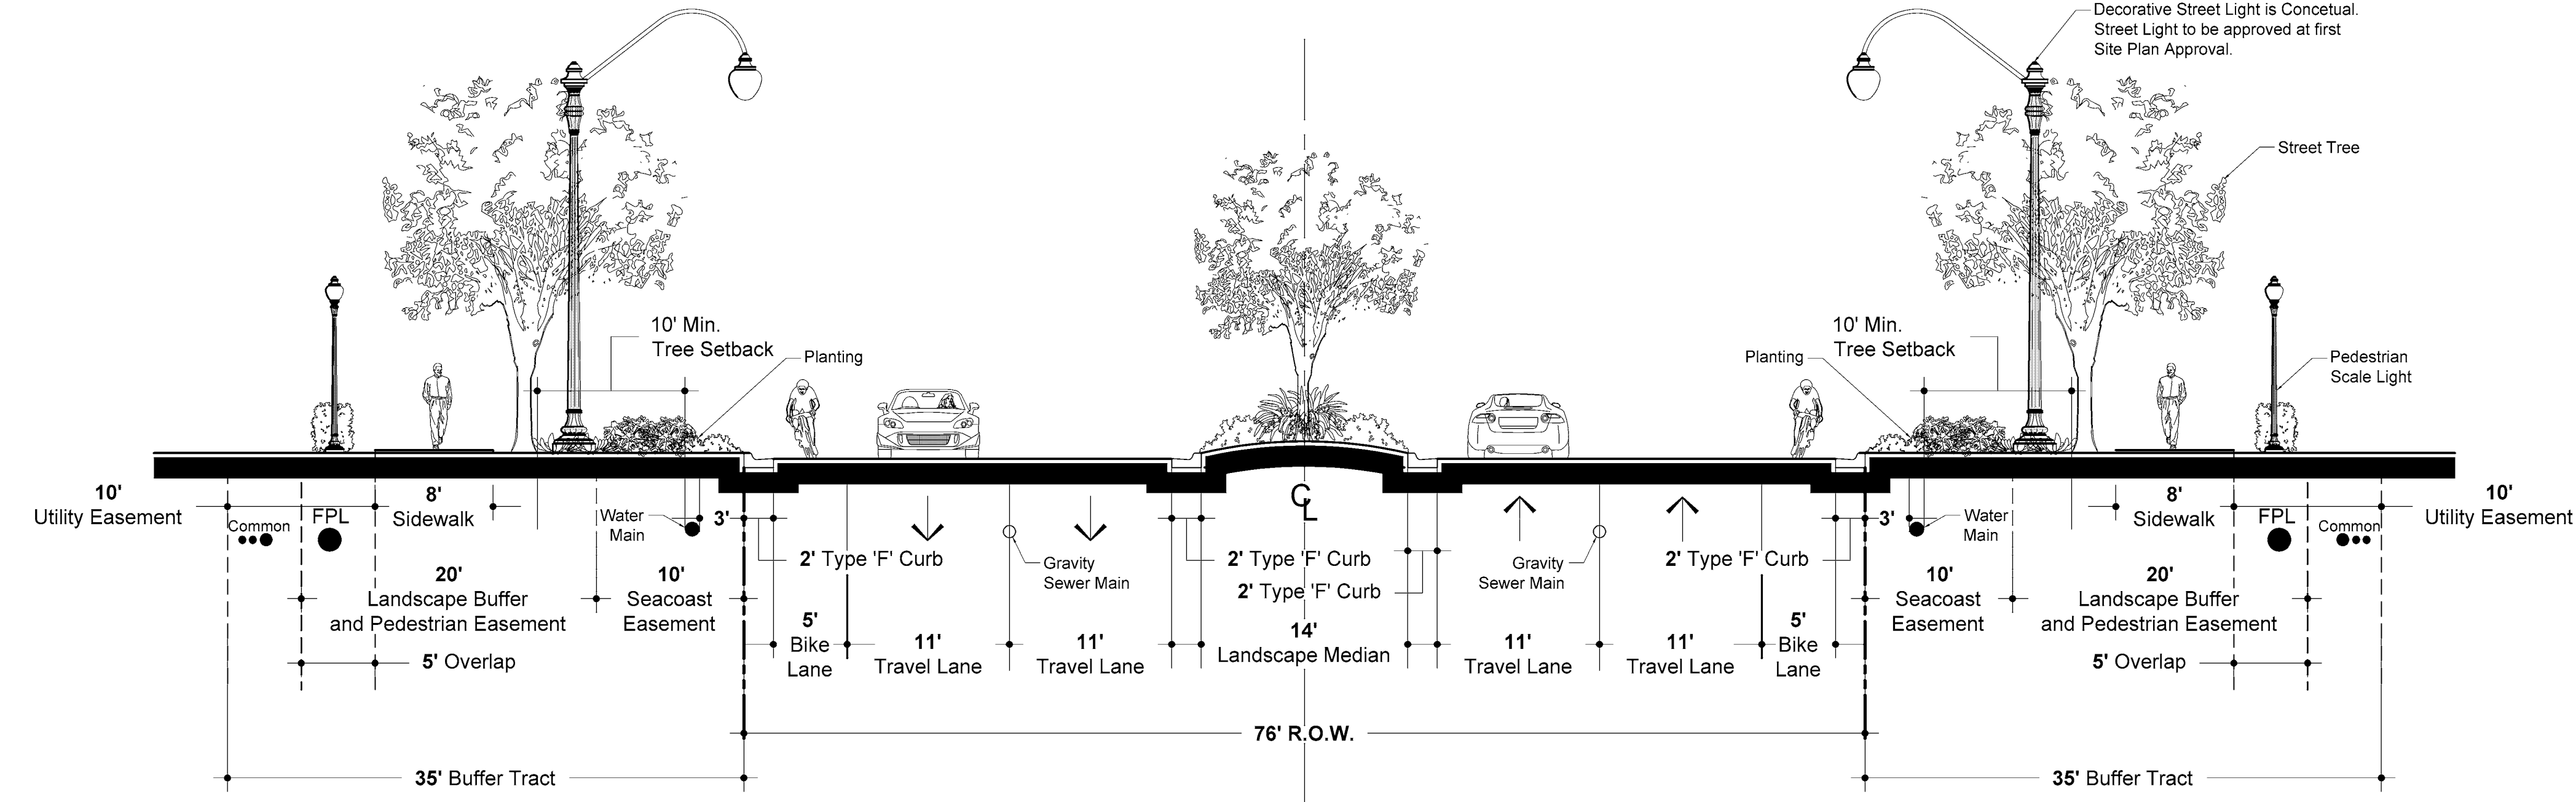 Decorative Street Light is Concetual.
Street Light to be approved at first
Site Plan Approval.
Street Tree
10' Min.
Tree Setback
Planting
10' Min.
Tree Setback
Planting
Pedestrian
Scale Light
10'
Utility Easement
Common
FPL
8'
Sidewalk
Water
Main
3'
2' Type 'F' Curb
Gravity
Sewer Main
CL
2' Type 'F' Curb
2' Type 'F' Curb
Gravity
Sewer Main
2' Type 'F' Curb
3'
Water
Main
8'
Sidewalk
FPL
Common
10'
Utility Easement
20'
Landscape Buffer
and Pedestrian Easement
10'
Seacoast
Easement
5'
Bike
Lane
11'
Travel Lane
11'
Travel Lane
14'
Landscape Median
11'
Travel Lane
11'
Travel Lane
5'
Bike
Lane
10'
Seacoast
Easement
20'
Landscape Buffer
and Pedestrian Easement
5' Overlap
5' Overlap
76' R.O.W.
35' Buffer Tract
35' Buffer Tract